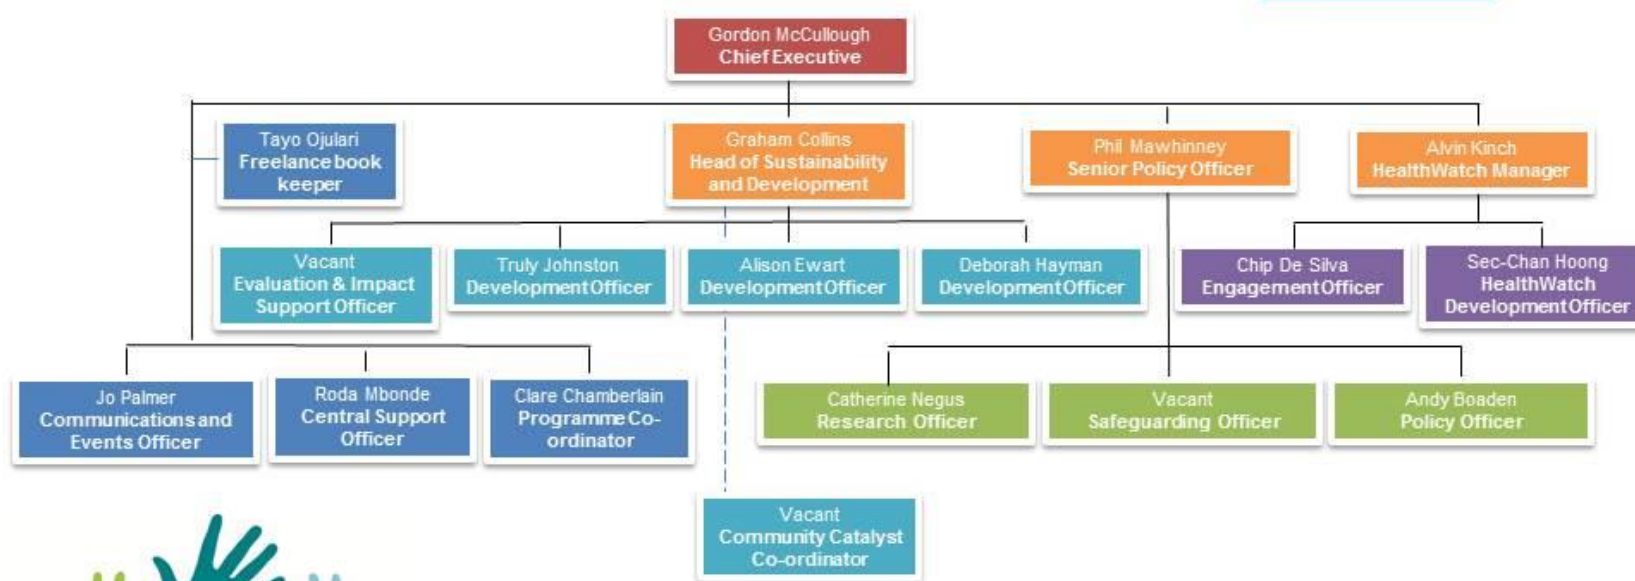 Gordon McCullough
Chief Executive
Tayo Ojulari
Freelance book
keeper
Graham Collins
Head of Sustainability
and Development
Phil Mawhinney
Senior Policy Officer
Alvin Kinch
HealthWatch Manager
Vacant
Evaluation & Impact
Support Officer
Truly Johnston
Development Officer
Alison Ewart
Development Officer
Deborah Hayman
Development Officer
Chip De Silva
Engagement Officer
Sec-Chan Hoong
HealthWatch
Development Officer
Jo Palmer
Communications and
Events Officer
Roda Mbonde
Central Support
Officer
Clare Chamberlain
Programme Co-
ordinator
Catherine Negus
Research Officer
Vacant
Safeguarding Officer
Andy Boaden
Policy Officer
Vacant
Community Catalyst
Co-ordinator